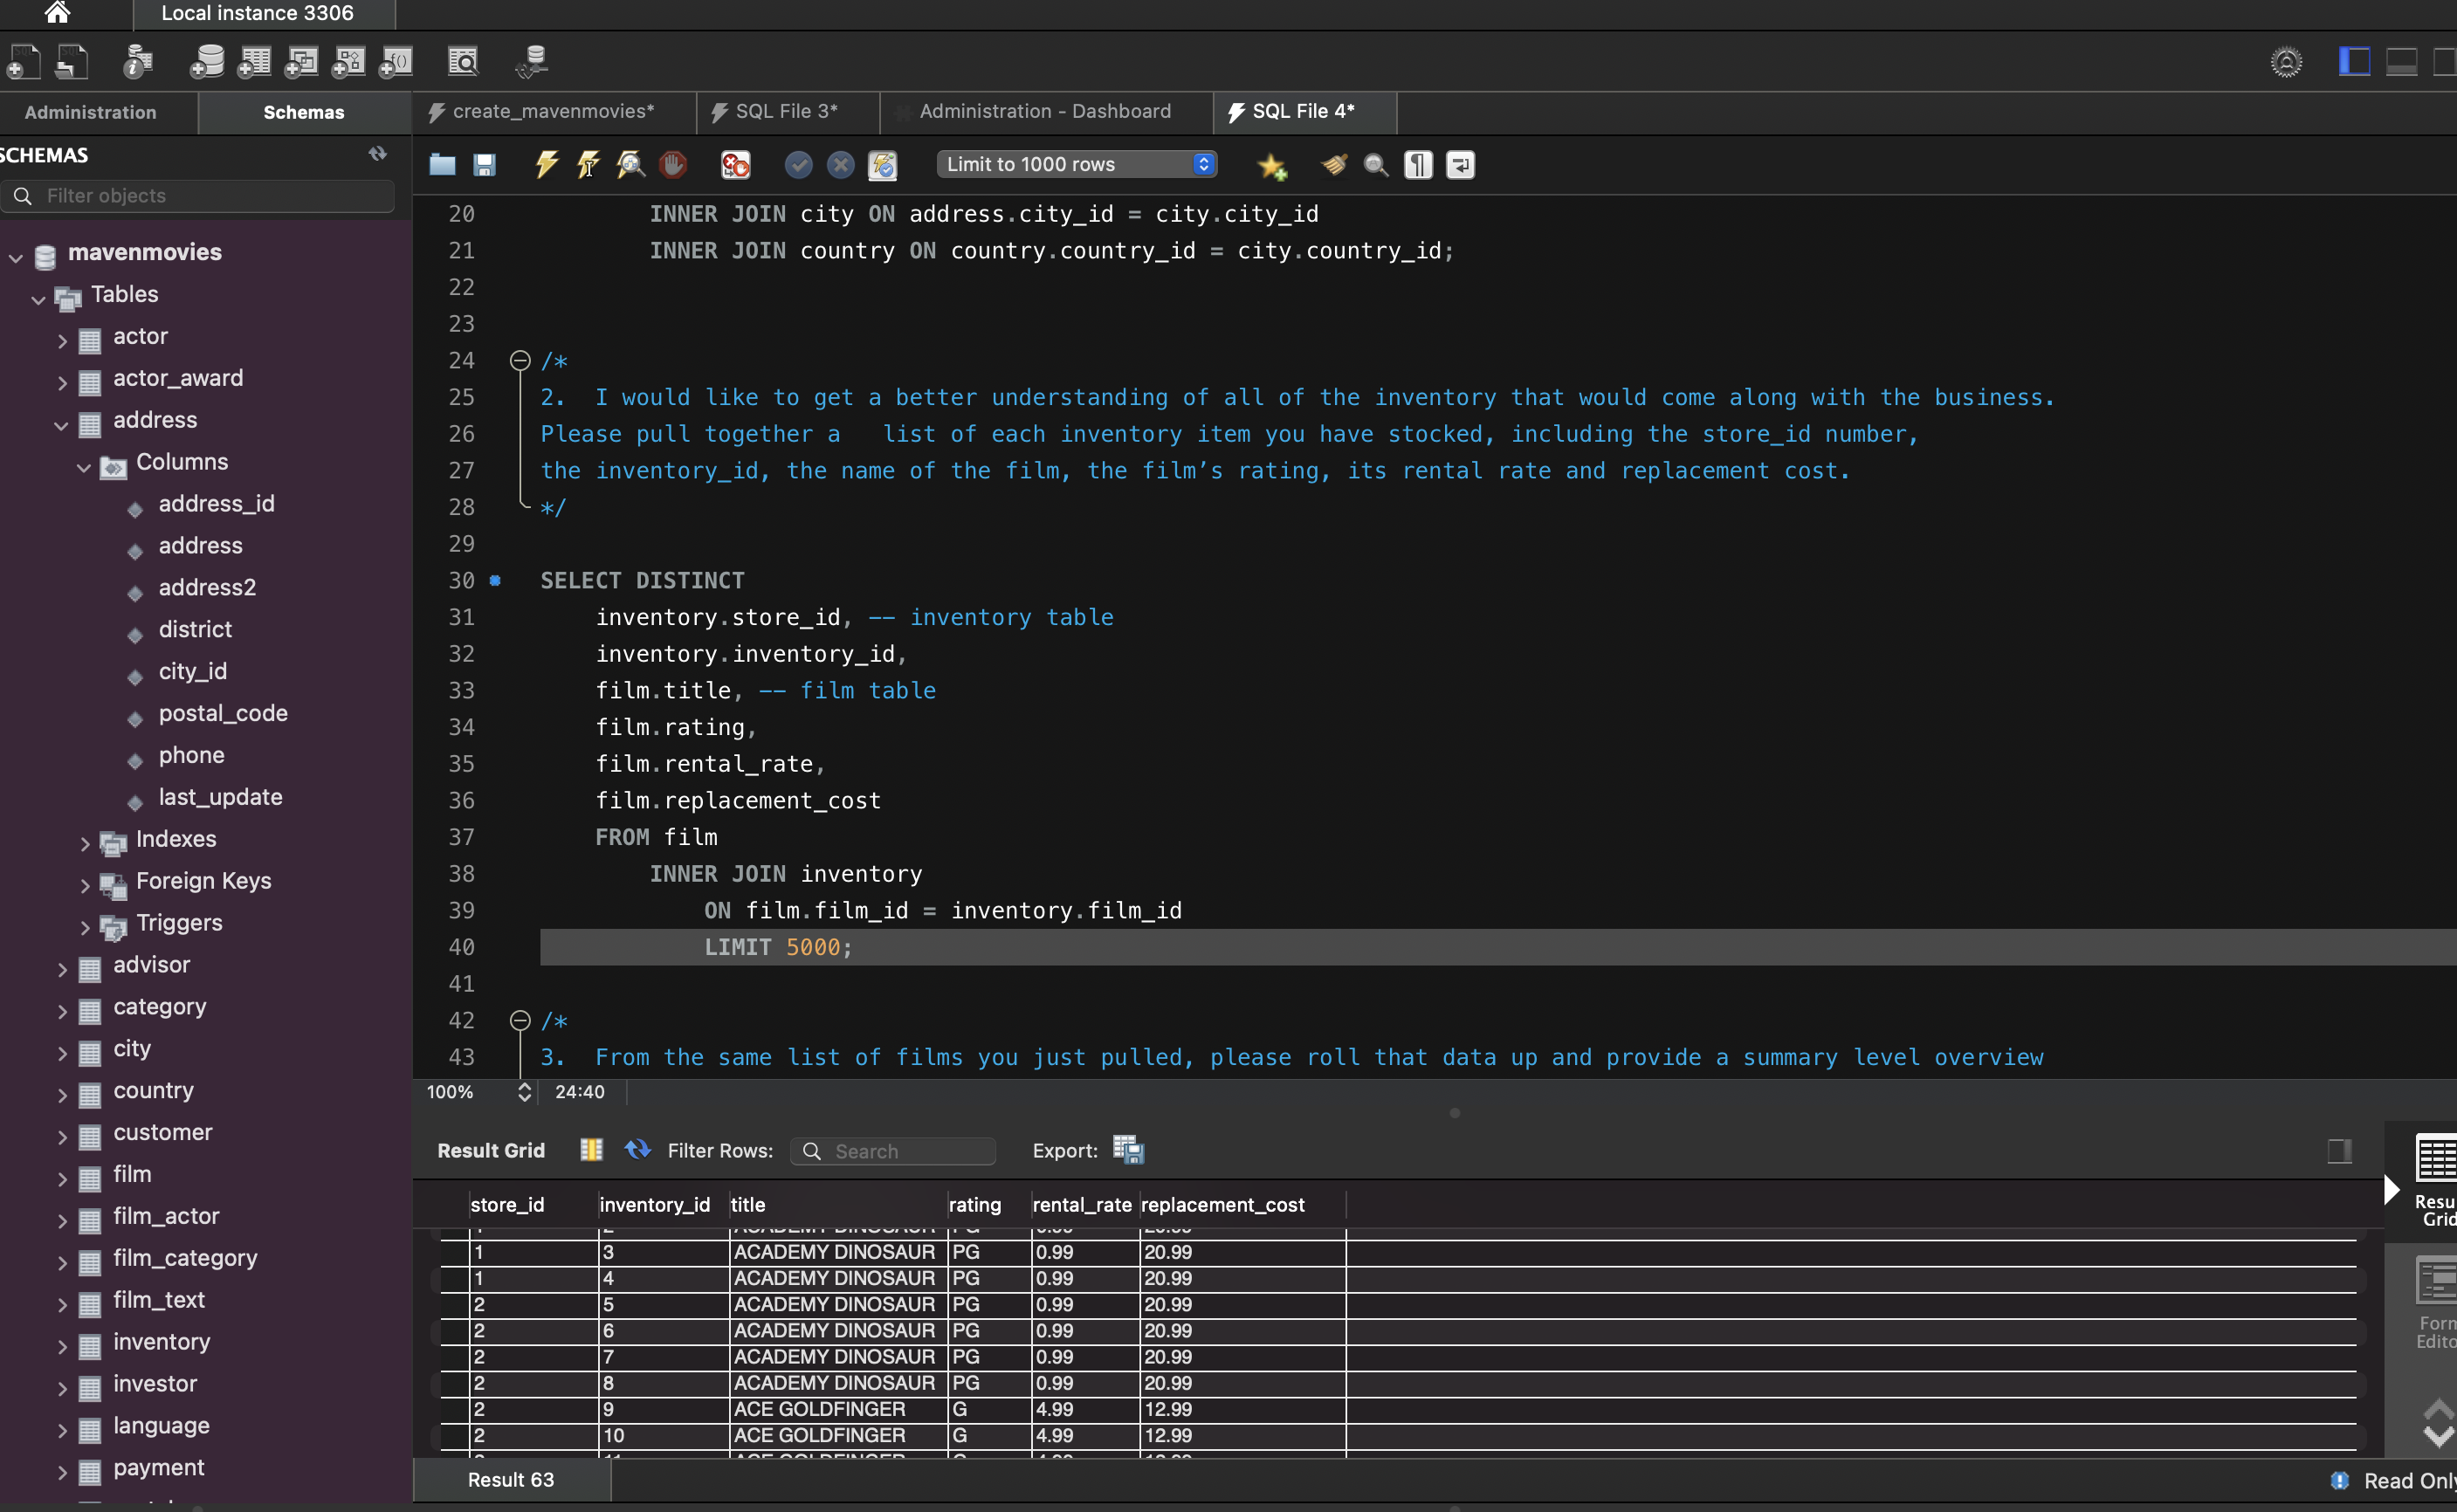 Local instance 3306
Administration
Schemas
create_mavenmovies*
SQL File 3*
Administration - Dashboard
SQL File 4*
SCHEMAS
Filter objects
Limit to 1000 rows
mavenmovies
Tables
actor
actor_award
address
Columns
address_id
address
address2
district
city_id
postal_code
phone
last_update
Indexes
Foreign Keys
Triggers
advisor
category
city
country
customer
film
film_actor
film_category
film_text
inventory
investor
language
payment
20 INNER JOIN city ON address.city_id = city.city_id
21 INNER JOIN country ON country.country_id = city.country_id;
22
23
24 /*
25 2. I would like to get a better understanding of all of the inventory that would come along with the business.
26 Please pull together a list of each inventory item you have stocked, including the store_id number,
27 the inventory_id, the name of the film, the film’s rating, its rental rate and replacement cost.
28 */
29
30 SELECT DISTINCT
31 inventory.store_id, -- inventory table
32 inventory.inventory_id,
33 film.title, -- film table
34 film.rating,
35 film.rental_rate,
36 film.replacement_cost
37 FROM film
38 INNER JOIN inventory
39 ON film.film_id = inventory.film_id
40 LIMIT 5000;
41
42 /*
43 3. From the same list of films you just pulled, please roll that data up and provide a summary level overview
100% 24:40
Result Grid Filter Rows: Search Export:
store_id inventory_id title rating rental_rate replacement_cost
1 3 ACADEMY DINOSAUR PG 0.99 20.99
1 4 ACADEMY DINOSAUR PG 0.99 20.99
2 5 ACADEMY DINOSAUR PG 0.99 20.99
2 6 ACADEMY DINOSAUR PG 0.99 20.99
2 7 ACADEMY DINOSAUR PG 0.99 20.99
2 8 ACADEMY DINOSAUR PG 0.99 20.99
2 9 ACE GOLDFINGER G 4.99 12.99
2 10 ACE GOLDFINGER G 4.99 12.99
Resu
Grid
Form
Edito
Result 63
Read Only